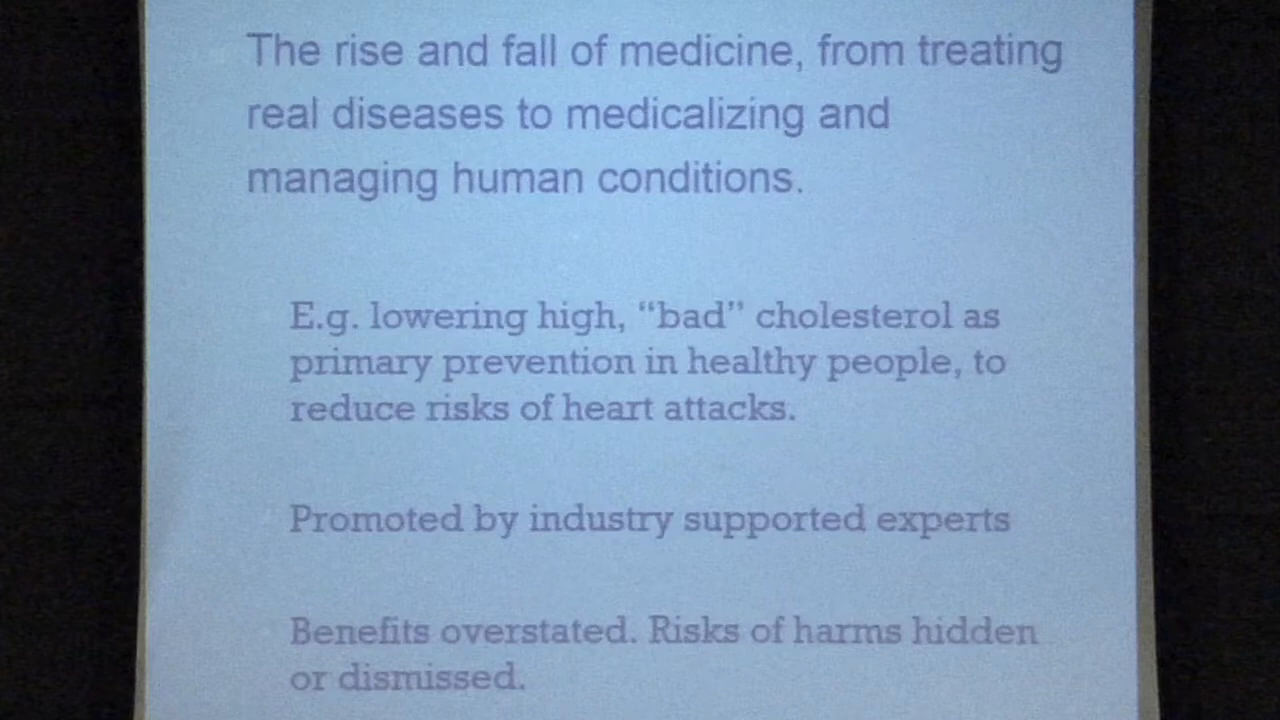 The rise and fall of medicine, from treating
real diseases to medicalizing and
managing human conditions.
E.g. lowering high, “bad” cholesterol as
primary prevention in healthy people, to
reduce risks of heart attacks.
Promoted by industry supported experts
Benefits overstated. Risks of harms hidden
or dismissed.